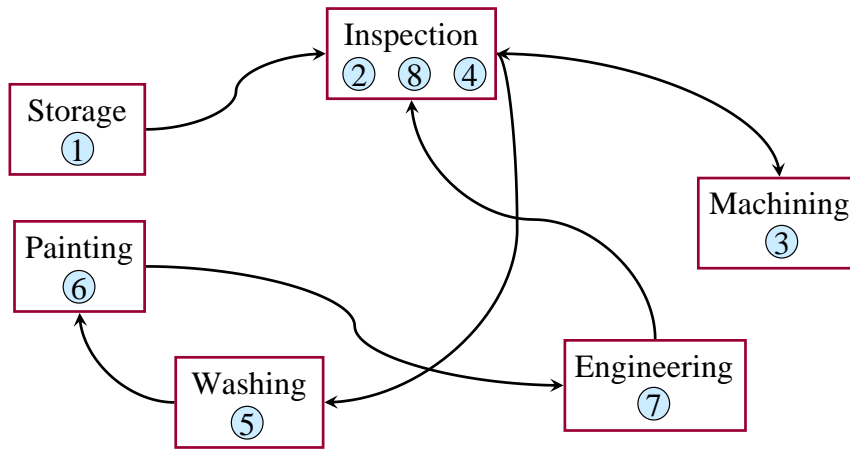 Inspection
2 8 4
Storage
1
Machining
3
Painting
6
Engineering
7
Washing
5